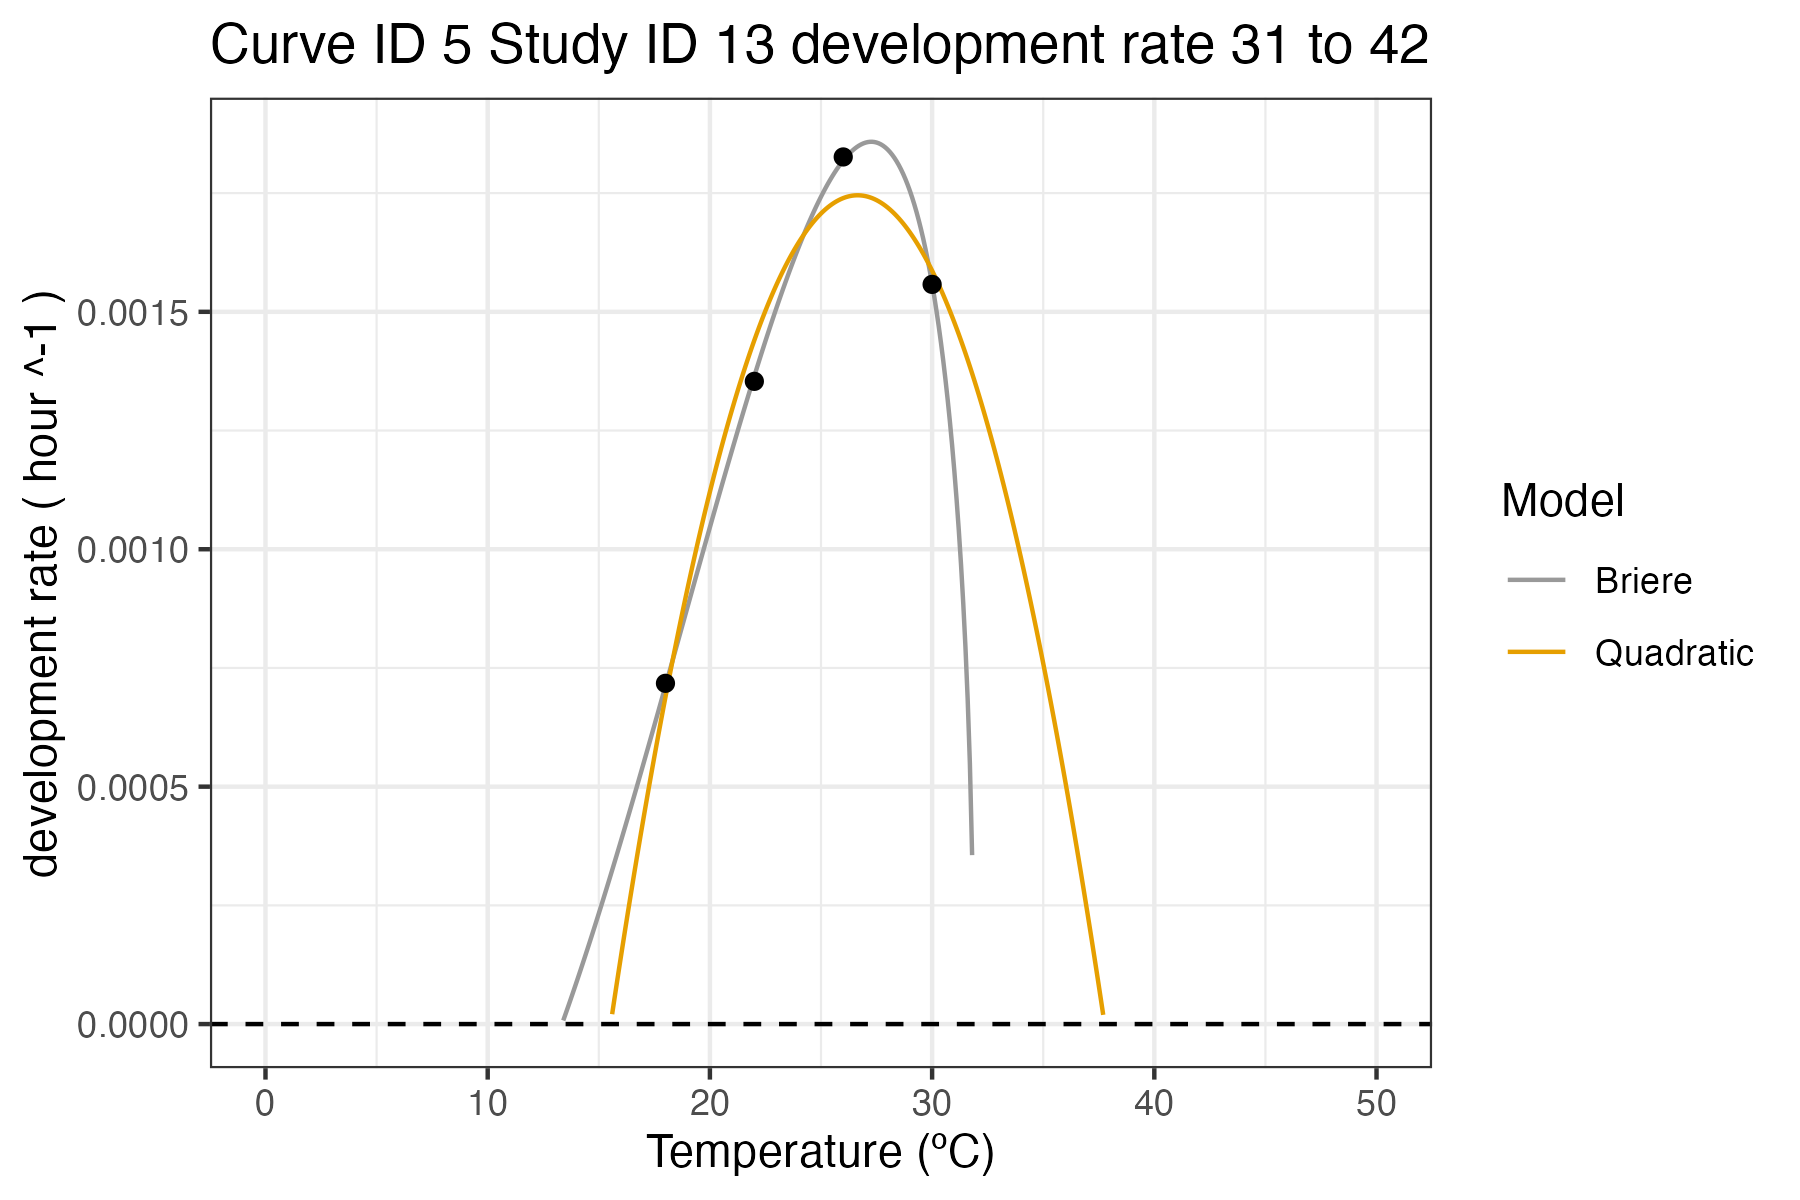 Curve ID 5 Study ID 13 development rate 31 to 42
development rate ( hour ^-1 )
0.0015
0.0010
0.0005
0.0000
0 10 20 30 40 50
Temperature (ºC)
Model
Briere
Quadratic